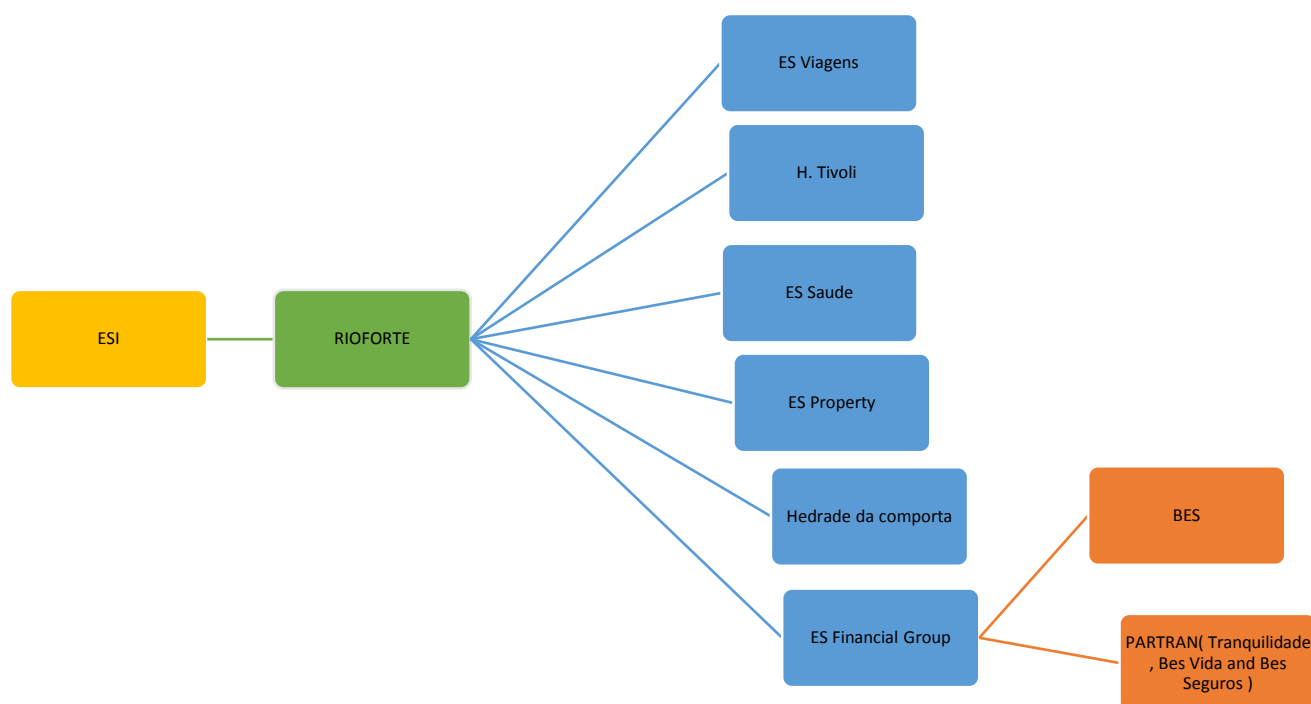 ES Viagens
H. Tivoli
ES Saude
ESI
RIOFORTE
ES Property
Hedrade da comporta
BES
ES Financial Group
PARTRAN( Tranquilidade
, Bes Vida and Bes
Seguros )